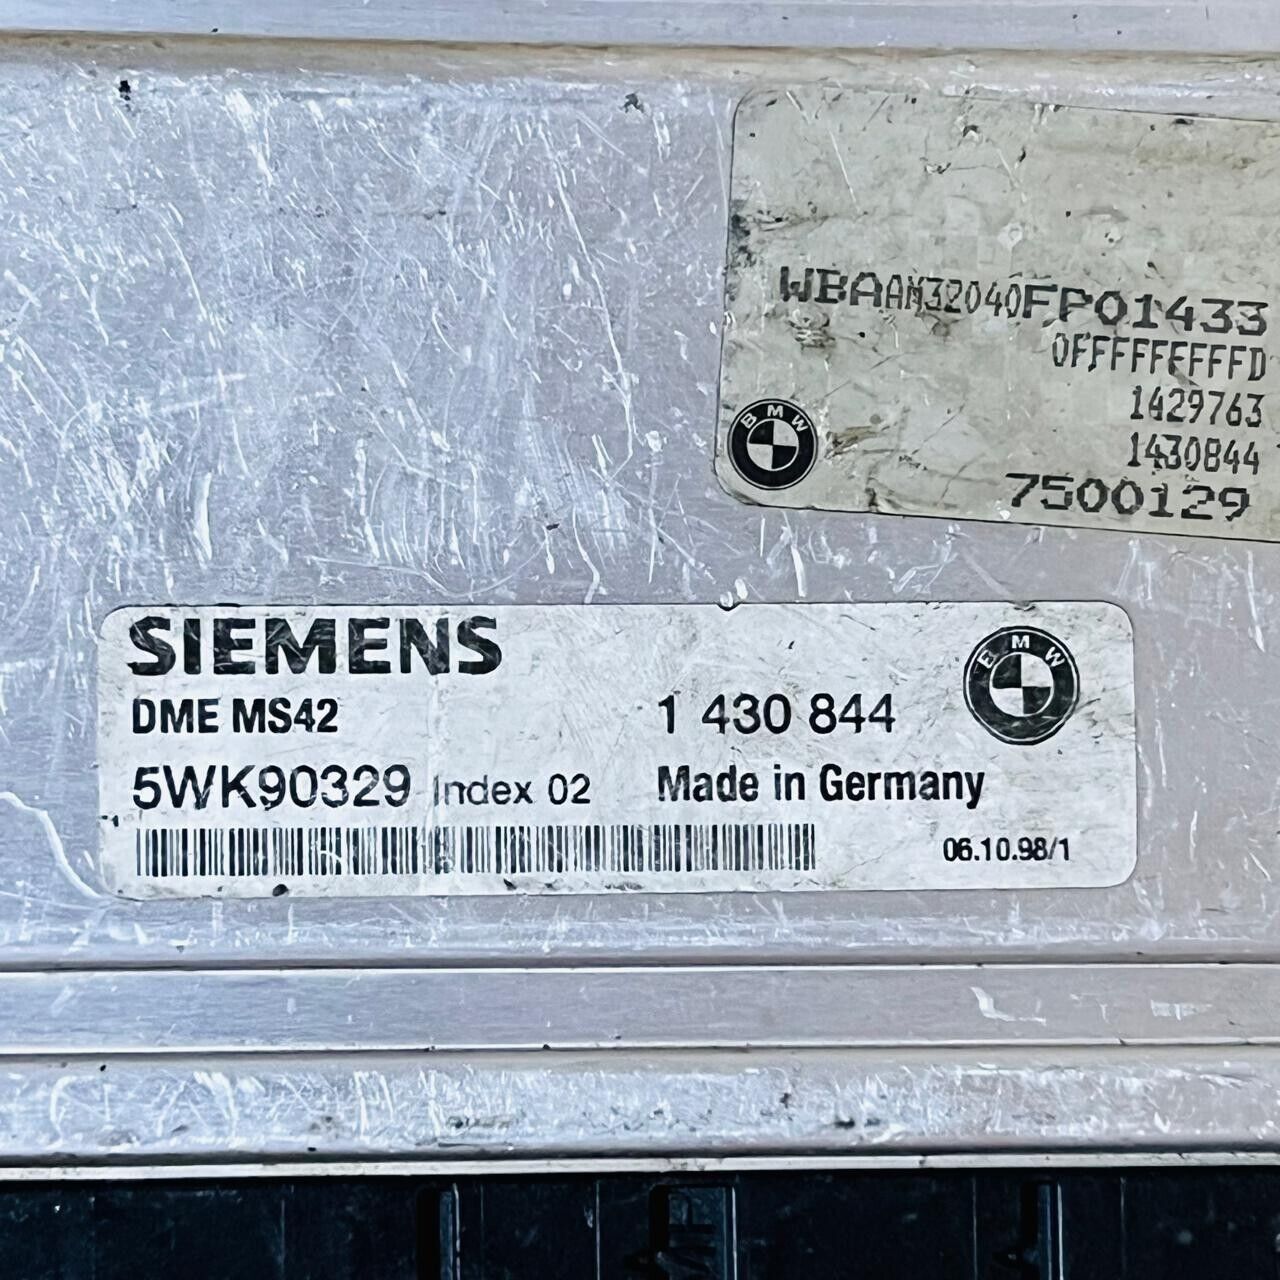 WBAAM32040FP01433
0FFFFFFFFFFD
1429763
1430844
BMW
7500129
SIEMENS
BMW
DME MS42 1 430 844
5WK90329 Index 02 Made in Germany
06.10.98/1